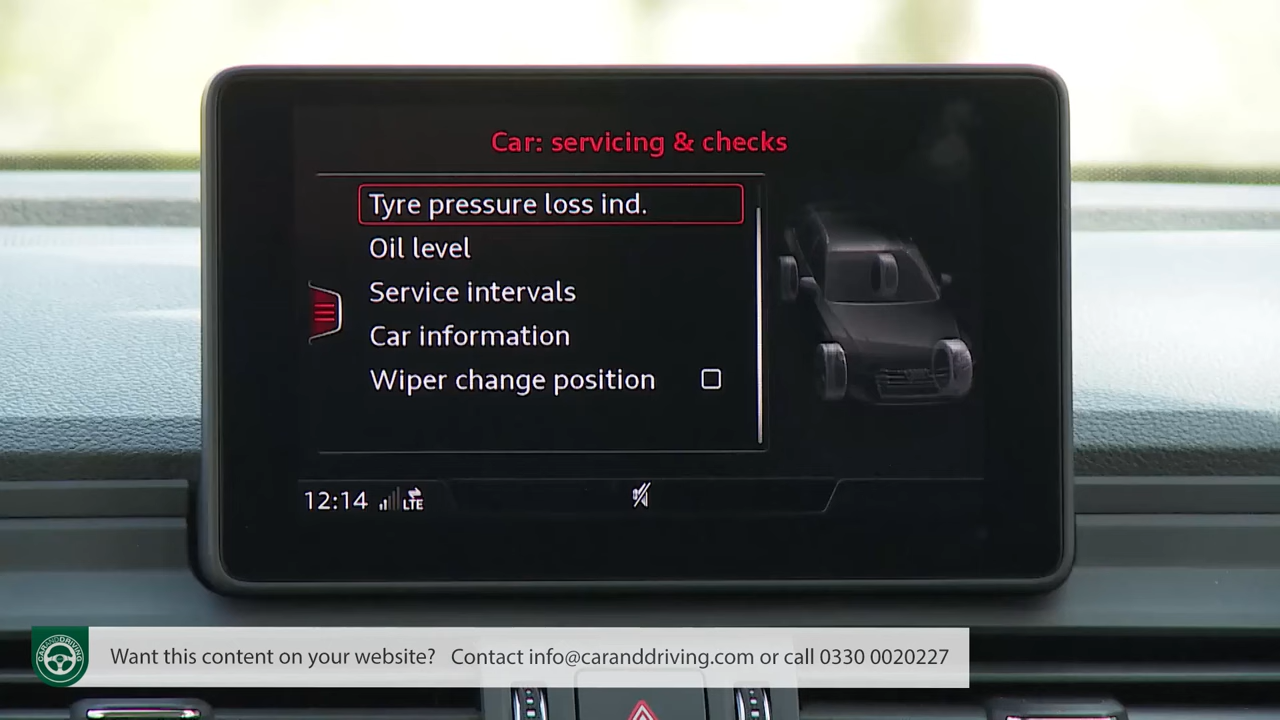 Car: servicing & checks
Tyre pressure loss ind.
Oil level
Service intervals
Car information
Wiper change position
12:14 LTE
CARANDDRIVING
Want this content on your website? Contact info@caranddriving.com or call 0330 0020227